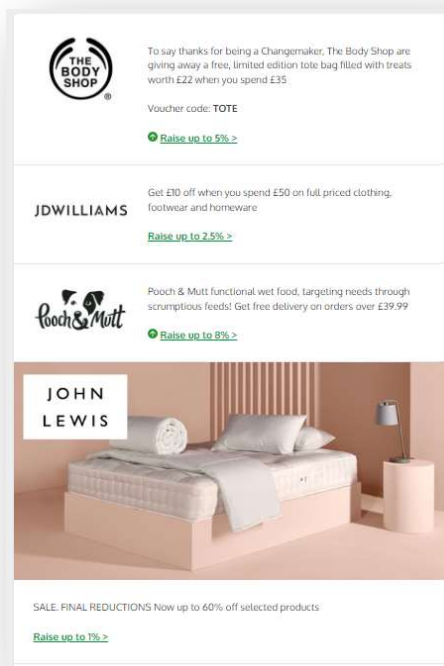 THE
BODY
SHOP
®
To say thanks for being a Changemaker, The Body Shop are
giving away a free, limited edition tote bag filled with treats
worth £22 when you spend £35
Voucher code: TOTE
Raise up to 5% >
JDWILLIAMS
Get £10 off when you spend £50 on full priced clothing,
footwear and homeware
Raise up to 2.5% >
Pooch & Mutt
Pooch & Mutt functional wet food, targeting needs through
scrumptious feeds! Get free delivery on orders over £39.99
Raise up to 8% >
JOHN
LEWIS
SALE. FINAL REDUCTIONS Now up to 60% off selected products
Raise up to 1% >